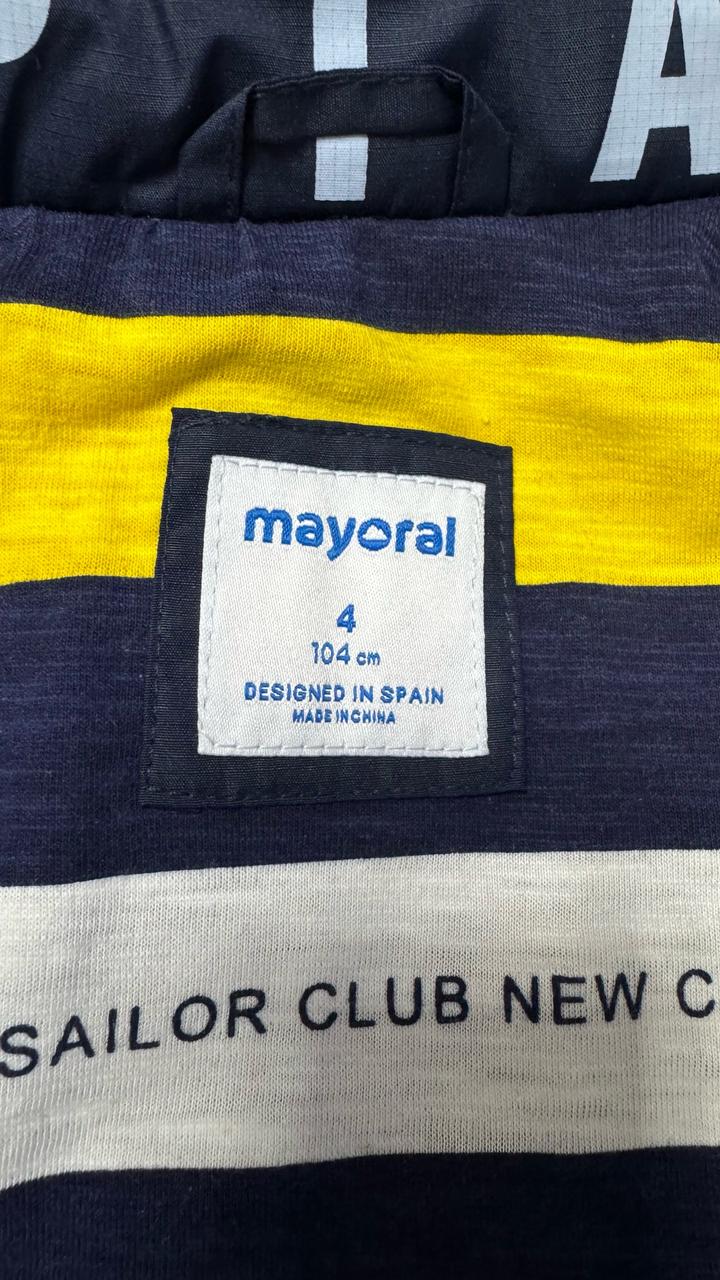 mayoral
4
104 cm
DESIGNED IN SPAIN
MADE IN CHINA
SAILOR CLUB NEW C